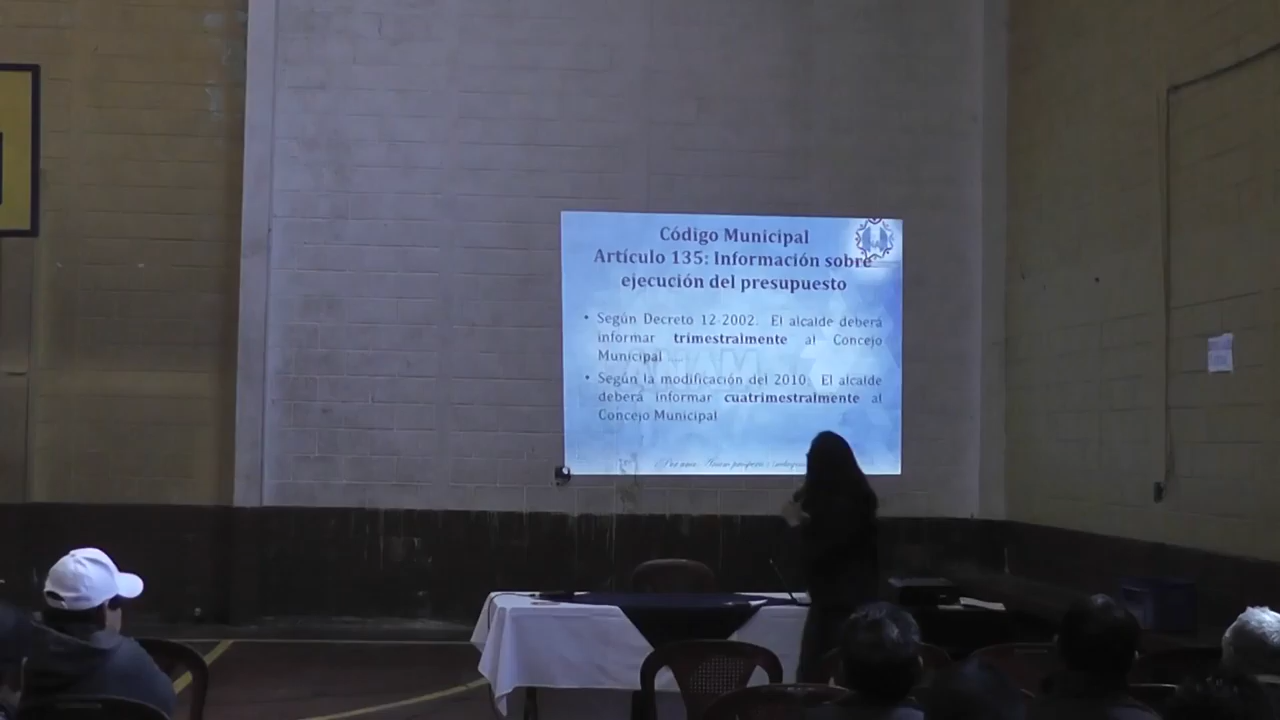 Código Municipal
Artículo 135: Información sobre
ejecución del presupuesto
• Según Decreto 12-2002. El alcalde deberá
informar trimestralmente al Concejo
Municipal ....
• Según la modificación del 2010: El alcalde
deberá informar cuatrimestralmente al
Concejo Municipal
ANAM